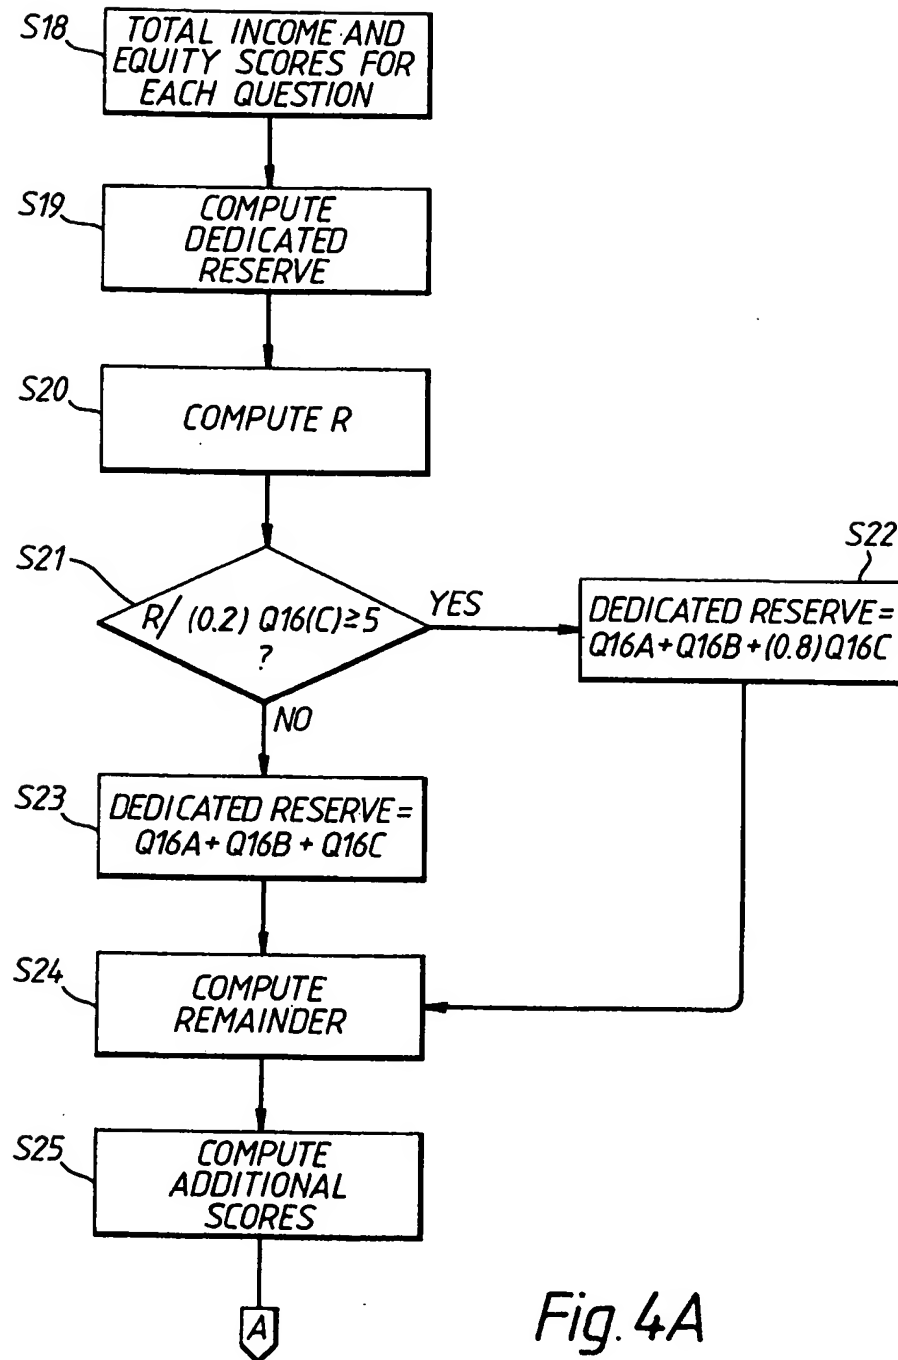 S18
TOTAL INCOME AND
EQUITY SCORES FOR
EACH QUESTION
S19
COMPUTE
DEDICATED
RESERVE
S20
COMPUTE R
S21
R/ (0.2) Q16(C)≥5
?
YES
NO
S22
DEDICATED RESERVE=
Q16A+Q16B+(0.8)Q16C
S23
DEDICATED RESERVE=
Q16A+Q16B+Q16C
S24
COMPUTE
REMAINDER
S25
COMPUTE
ADDITIONAL
SCORES
A
Fig. 4A